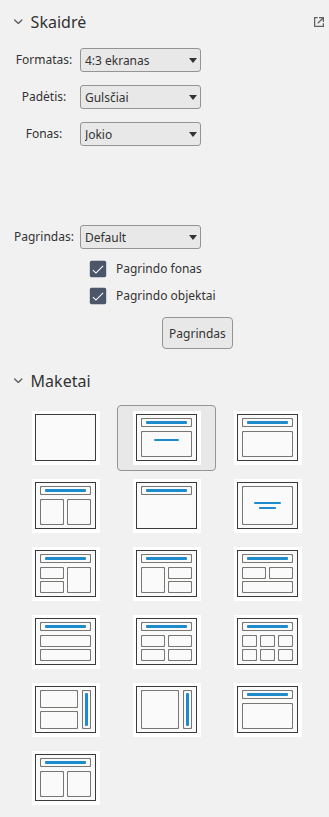 Skaidrė
Formatas: 4:3 ekranas
Padėtis: Gulsčiai
Fonas: Jokio
Pagrindas: Default
Pagrindo fonas
Pagrindo objektai
Pagrindas
Maketai